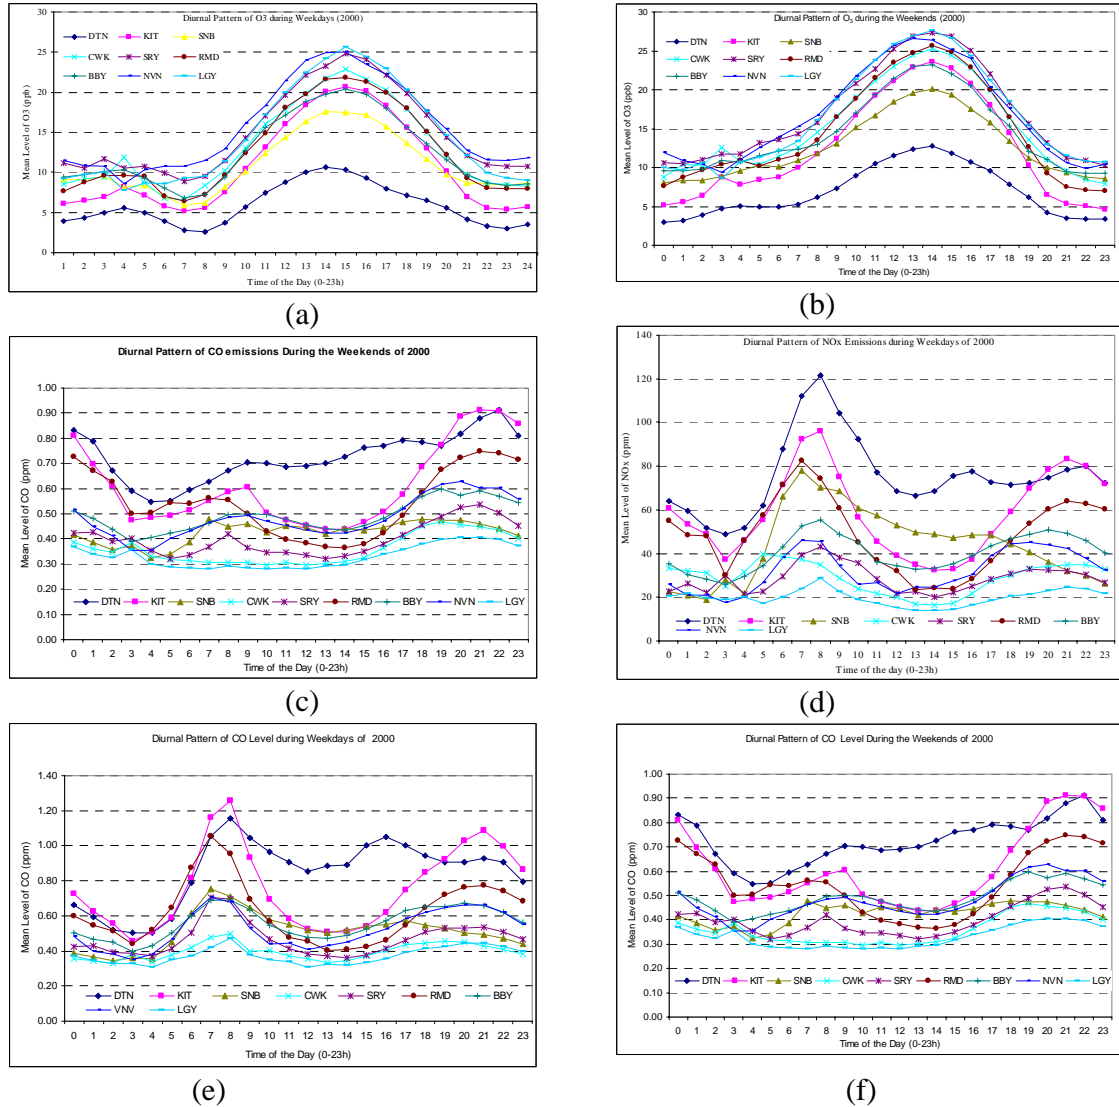 Diurnal Pattern of O3 during Weekdays (2000)
DTN KIT SNB
CWK SRY RMD
BBY NVN LGY
Mean Level of O3 (ppb)
30
25
20
15
10
5
0
1 2 3 4 5 6 7 8 9 10 11 12 13 14 15 16 17 18 19 20 21 22 23 24
Time of the Day (0-23h)
(a)
Diurnal Pattern of O3 during the Weekends (2000)
DTN KIT SNB
CWK SRY RMD
BBY NVN LGY
Mean Level of O3 (ppb)
30
25
20
15
10
5
0
0 1 2 3 4 5 6 7 8 9 10 11 12 13 14 15 16 17 18 19 20 21 22 23
Time of the Day (0-23h)
(b)
Diurnal Pattern of CO emissions During the Weekends of 2000
Mean Level of CO (ppm)
1.00
0.90
0.80
0.70
0.60
0.50
0.40
0.30
0.20
0.10
0.00
DTN KIT SNB CWK SRY RMD BBY NVN LGY
0 1 2 3 4 5 6 7 8 9 10 11 12 13 14 15 16 17 18 19 20 21 22 23
Time of the Day (0-23h)
(c)
Diurnal Pattern of NOx Emissions during Weekdays of 2000
Mean Level of NOx (ppm)
140
120
100
80
60
40
20
0
DTN KIT SNB CWK SRY RMD BBY
NVN LGY
0 1 2 3 4 5 6 7 8 9 10 11 12 13 14 15 16 17 18 19 20 21 22 23
Time of the day (0-23h)
(d)
Diurnal Pattern of CO Level during Weekdays of 2000
Mean Level of CO (ppm)
1.40
1.20
1.00
0.80
0.60
0.40
0.20
0.00
DTN KIT SNB CWK SRY RMD BBY
VNV LGY
0 1 2 3 4 5 6 7 8 9 10 11 12 13 14 15 16 17 18 19 20 21 22 23
Time of the Day (0-23h)
(e)
Diurnal Pattern of CO Level During the Weekends of 2000
Mean Level of CO (ppm)
1.00
0.90
0.80
0.70
0.60
0.50
0.40
0.30
0.20
0.10
0.00
DTN KIT SNB CWK SRY RMD BBY NVN LGY
0 1 2 3 4 5 6 7 8 9 10 11 12 13 14 15 16 17 18 19 20 21 22 23
Time of the Day (0-23h)
(f)